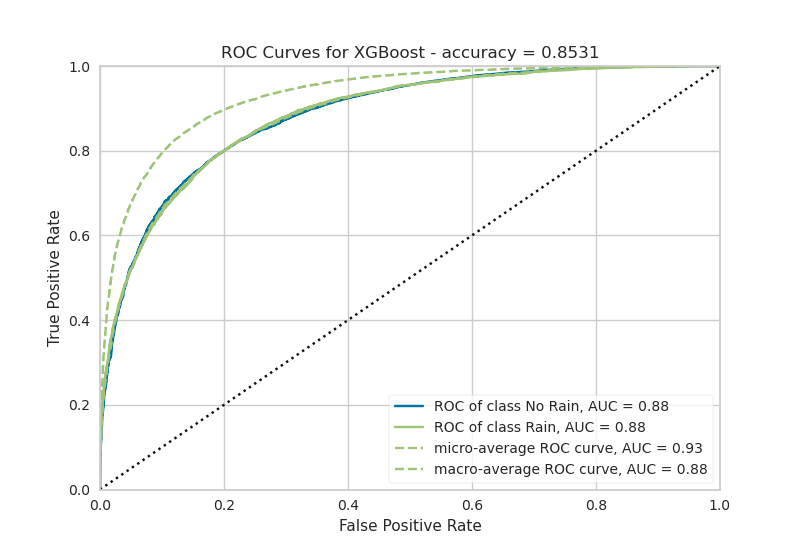 ROC Curves for XGBoost - accuracy = 0.8531
True Positive Rate
1.0
0.8
0.6
0.4
0.2
0.0
ROC of class No Rain, AUC = 0.88
ROC of class Rain, AUC = 0.88
micro-average ROC curve, AUC = 0.93
macro-average ROC curve, AUC = 0.88
0.0 0.2 0.4 0.6 0.8 1.0
False Positive Rate